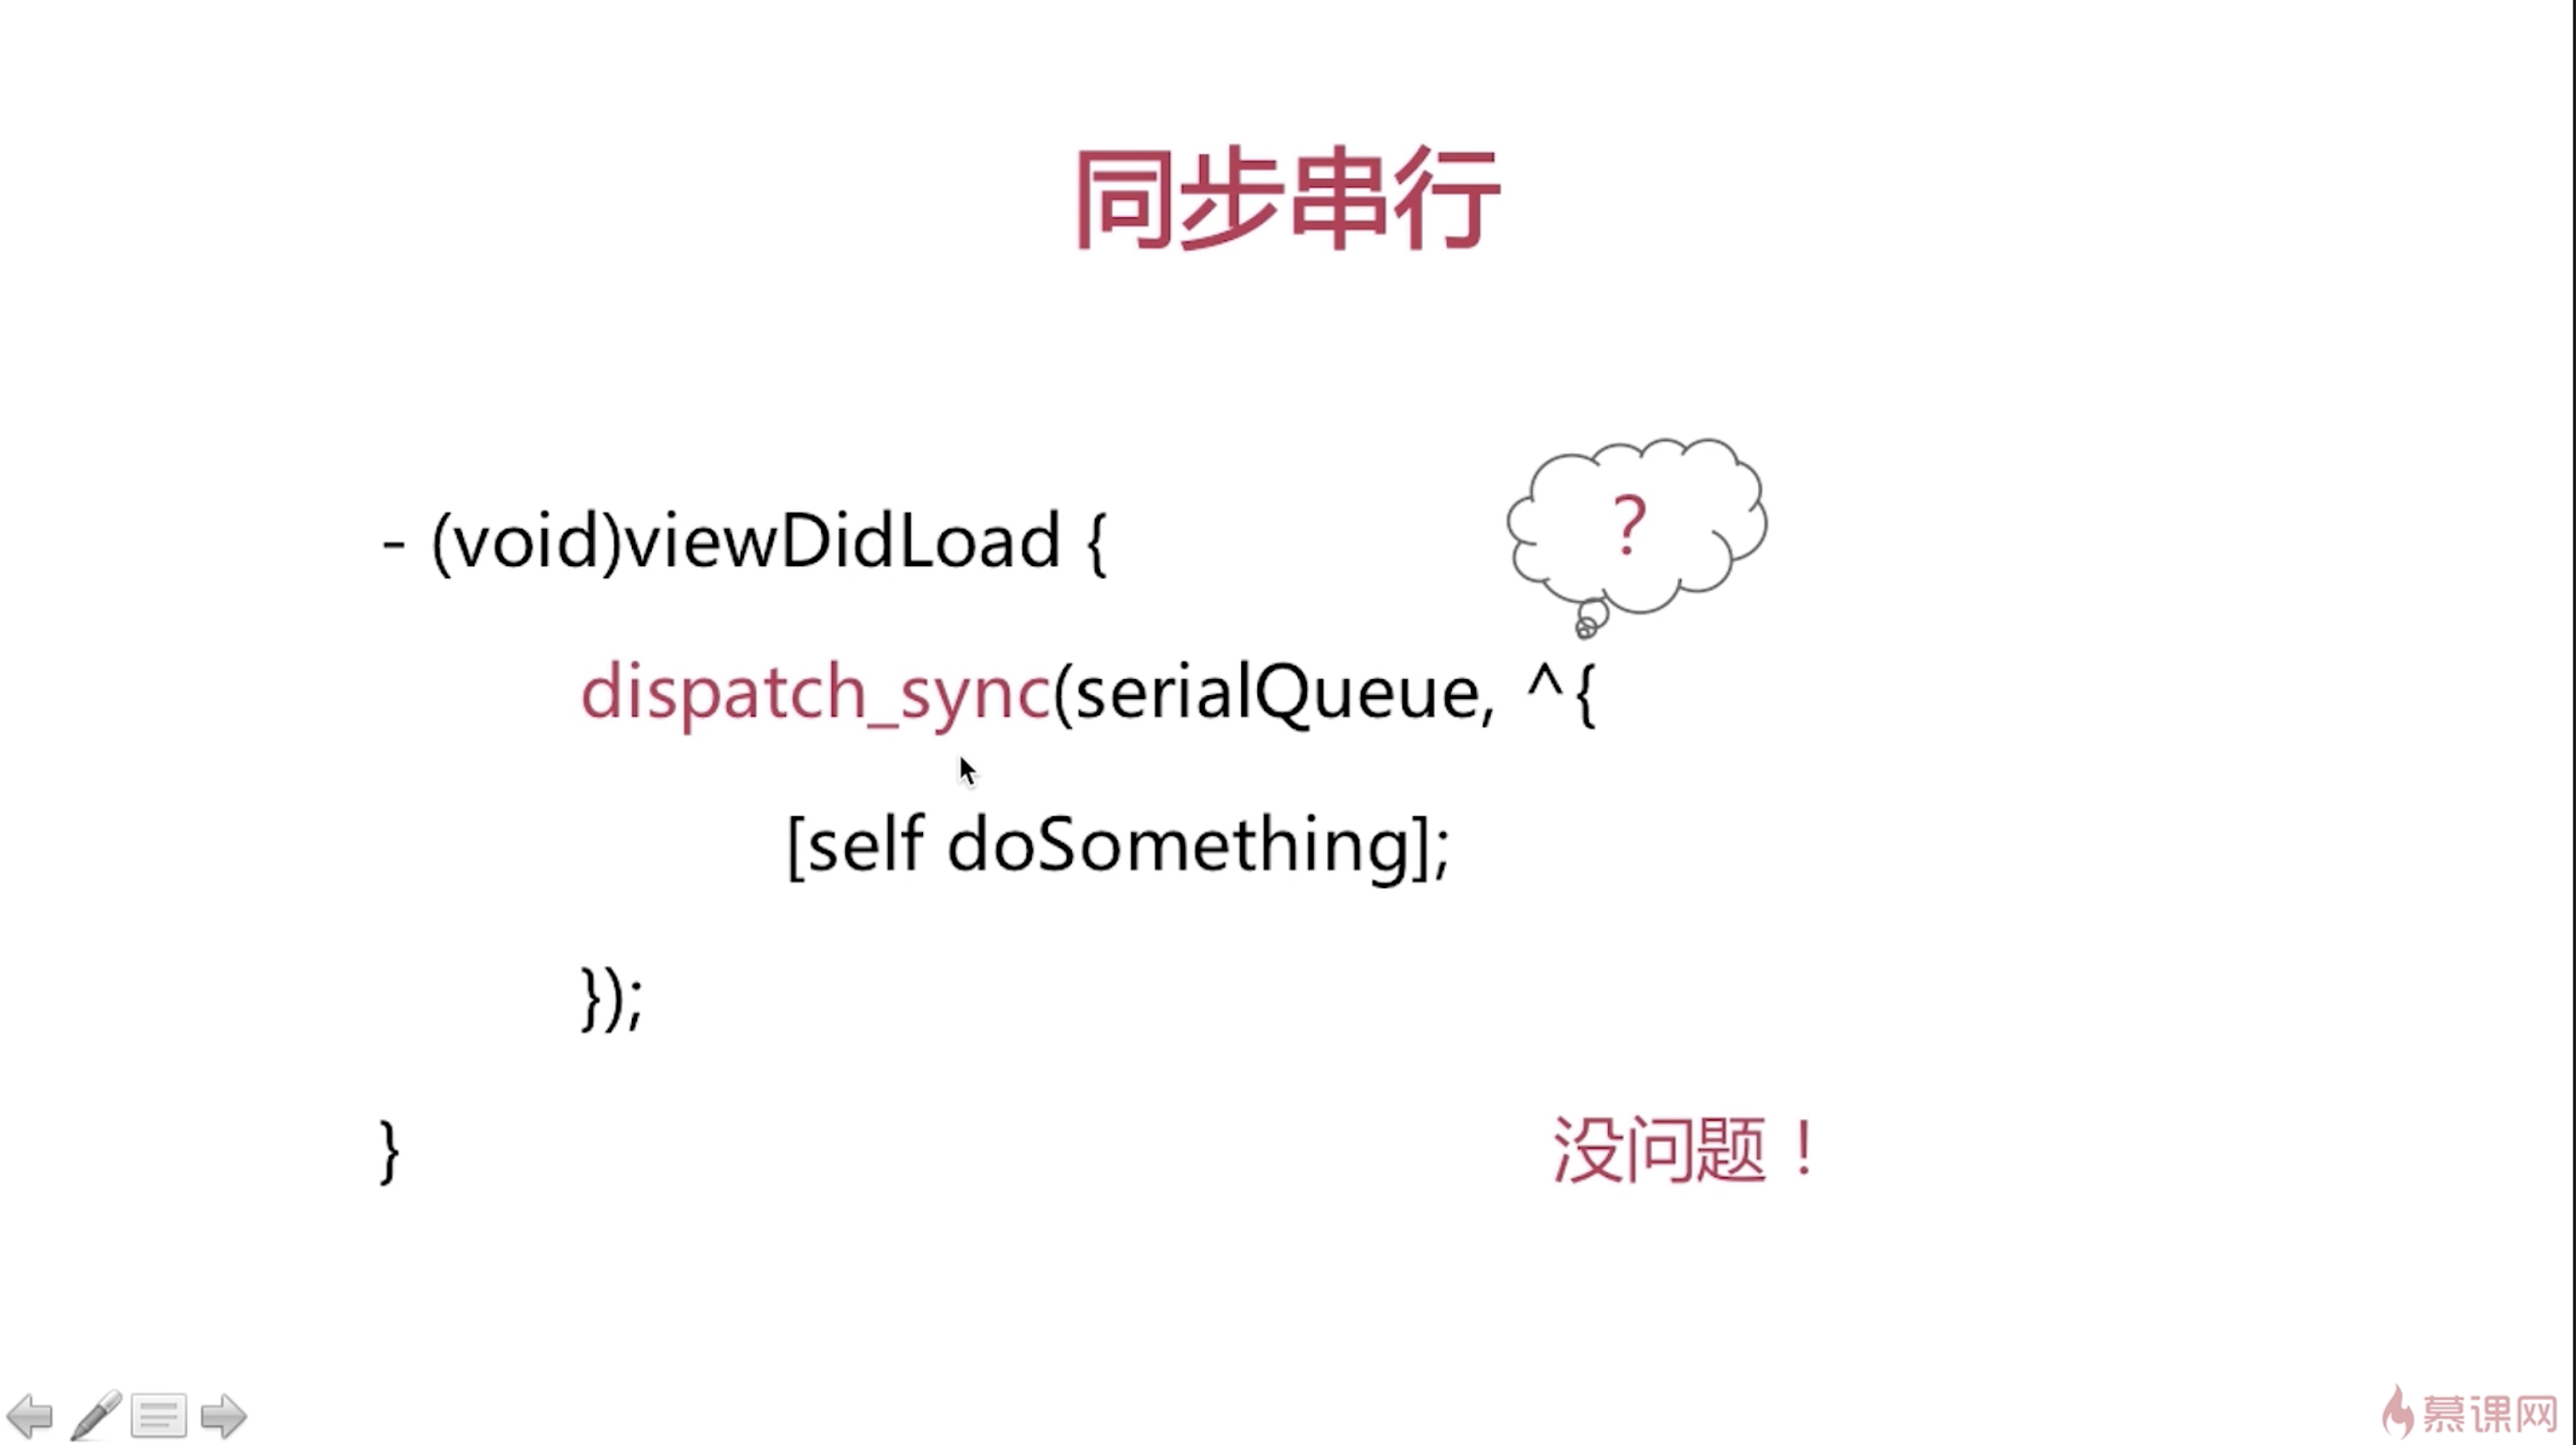 同步串行
?
- (void)viewDidLoad {
dispatch_sync(serialQueue, ^{
[self doSomething];
});
}
没问题！
慕课网